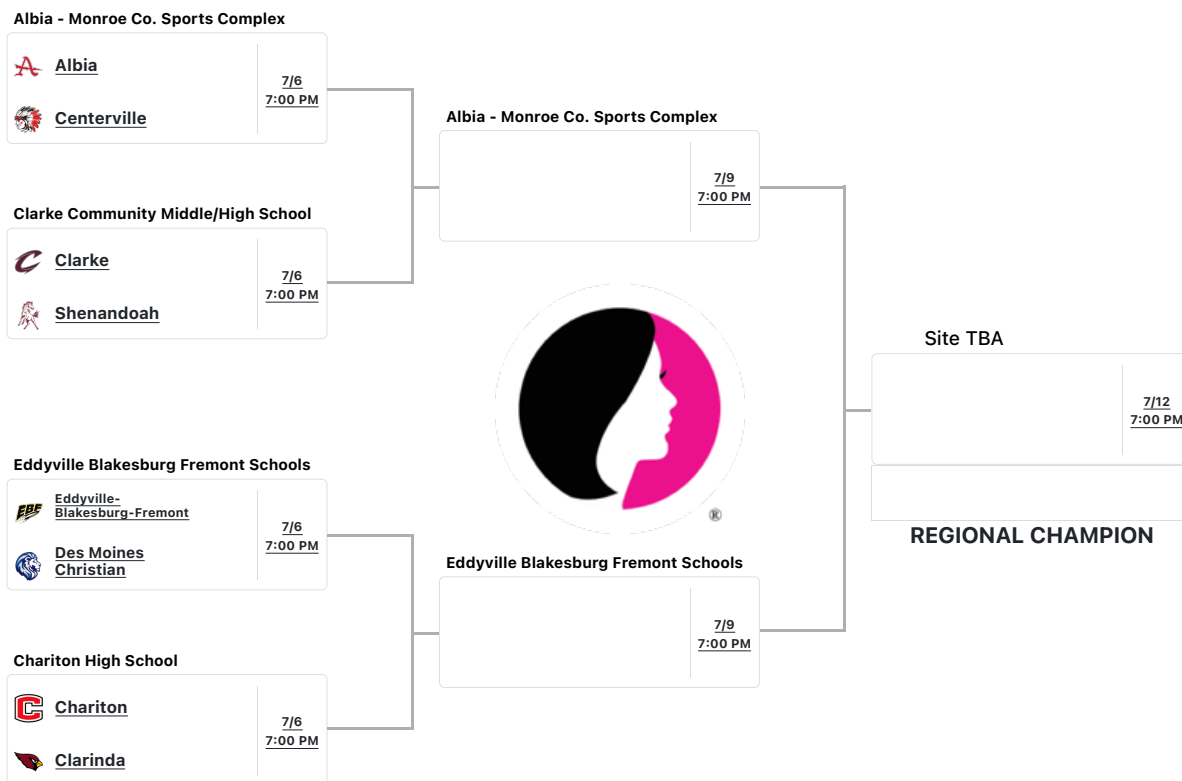 Albia - Monroe Co. Sports Complex
Albia
7/6
7:00 PM
Centerville
Clarke Community Middle/High School
Clarke
7/6
7:00 PM
Shenandoah
Eddyville Blakesburg Fremont Schools
EBF
Eddyville-
Blakesburg-Fremont
7/6
7:00 PM
Des Moines
Christian
Chariton High School
C
Chariton
7/6
7:00 PM
Clarinda
Albia - Monroe Co. Sports Complex
7/9
7:00 PM
®
Eddyville Blakesburg Fremont Schools
7/9
7:00 PM
Site TBA
7/12
7:00 PM
REGIONAL CHAMPION